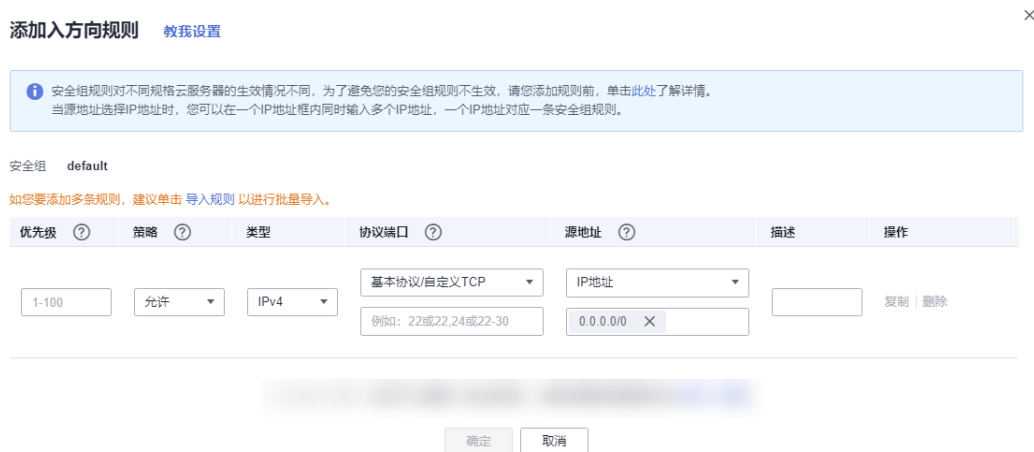 添加入方向规则 教我设置
安全组规则对不同规格云服务器的生效情况不同，为了避免您的安全组规则不生效，请您添加规则前，单击此处了解详情。
当源地址选择IP地址时，您可以在一个IP地址框内同时输入多个IP地址，一个IP地址对应一条安全组规则。
安全组 default
如您要添加多条规则，建议单击 导入规则 以进行批量导入。
优先级 策略 类型 协议端口 源地址 描述 操作
基本协议/自定义TCP IP地址
1-100 允许 IPv4 复制 删除
例如：22或22,24或22-30 0.0.0.0/0
确定 取消